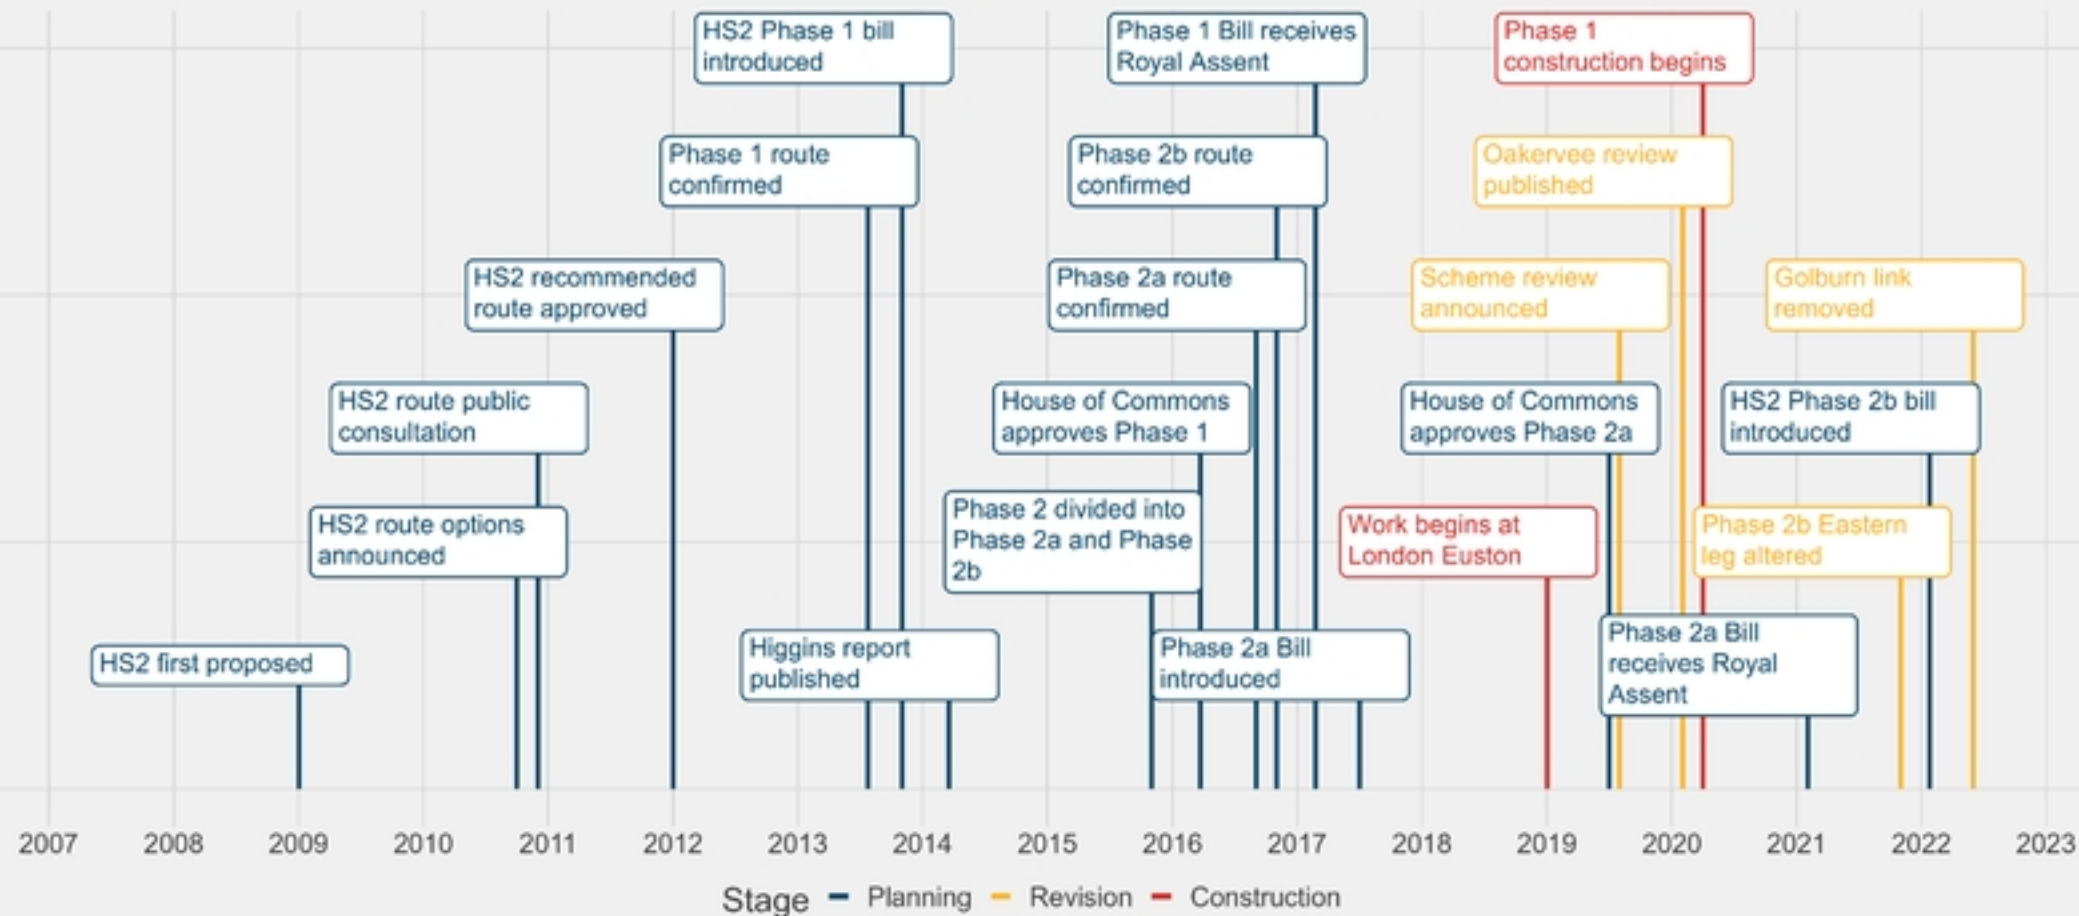 HS2 Phase 1 bill
introduced
Phase 1 Bill receives
Royal Assent
Phase 1
construction begins
Phase 1 route
confirmed
Phase 2b route
confirmed
Oakervee review
published
HS2 recommended
route approved
Phase 2a route
confirmed
Scheme review
announced
Golburn link
removed
HS2 route public
consultation
House of Commons
approves Phase 1
House of Commons
approves Phase 2a
HS2 Phase 2b bill
introduced
HS2 route options
announced
Phase 2 divided into
Phase 2a and Phase
2b
Work begins at
London Euston
Phase 2b Eastern
leg altered
HS2 first proposed
Higgins report
published
Phase 2a Bill
introduced
Phase 2a Bill
receives Royal
Assent
2007 2008 2009 2010 2011 2012 2013 2014 2015 2016 2017 2018 2019 2020 2021 2022 2023
Stage Planning Revision Construction